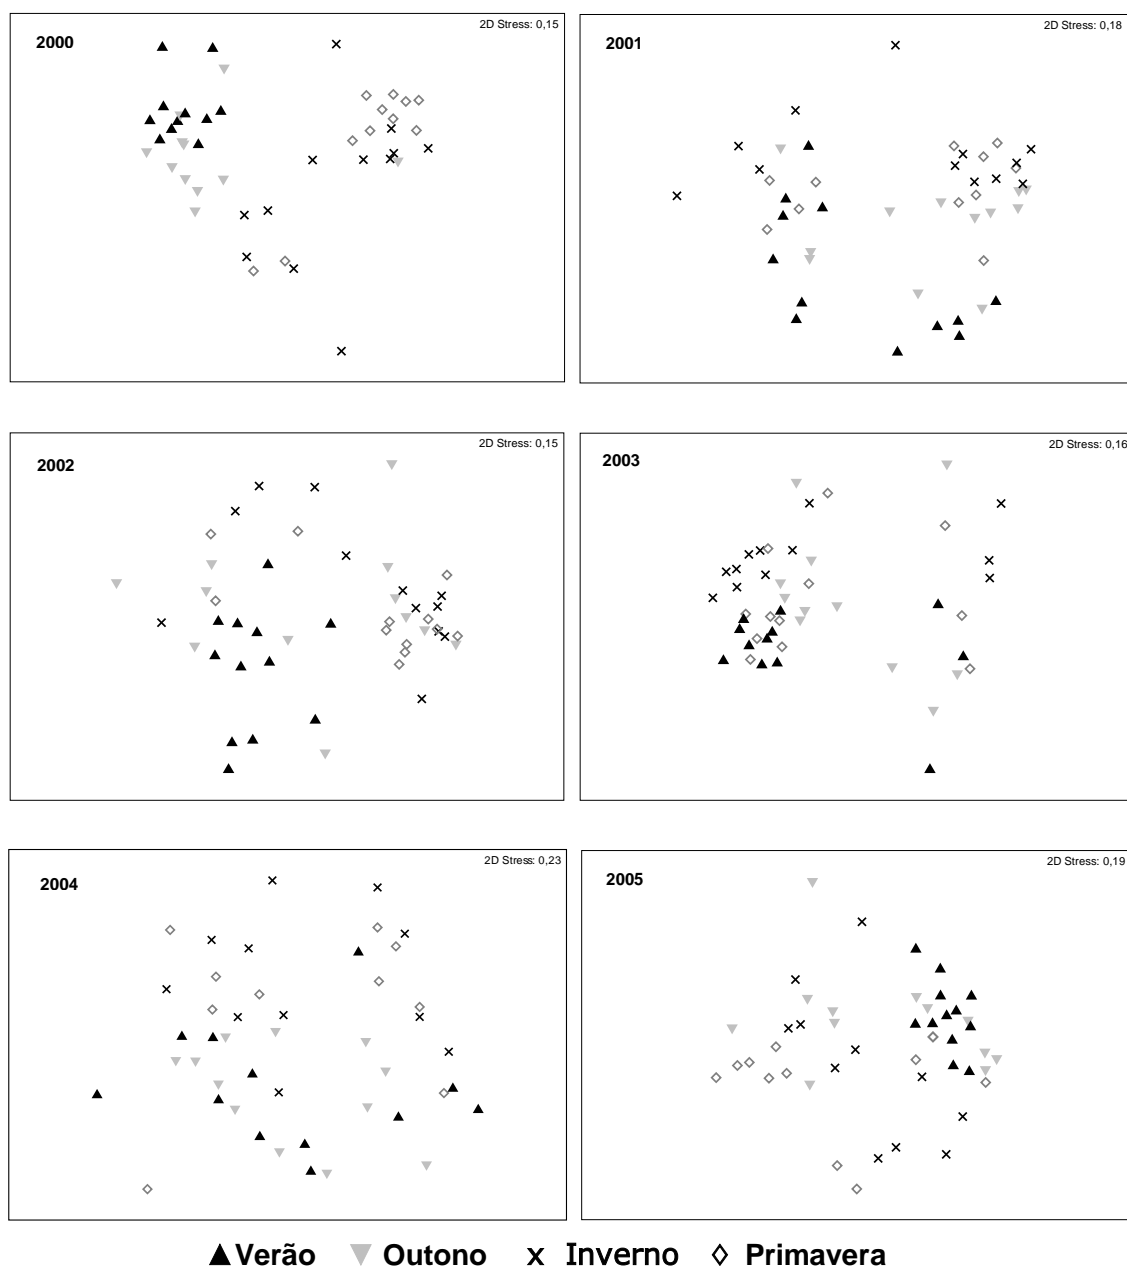 2D Stress: 0,15
2000
2D Stress: 0,18
2001
2D Stress: 0,15
2002
2D Stress: 0,16
2003
2D Stress: 0,23
2004
2D Stress: 0,19
2005
Verão Outono x Inverno Primavera